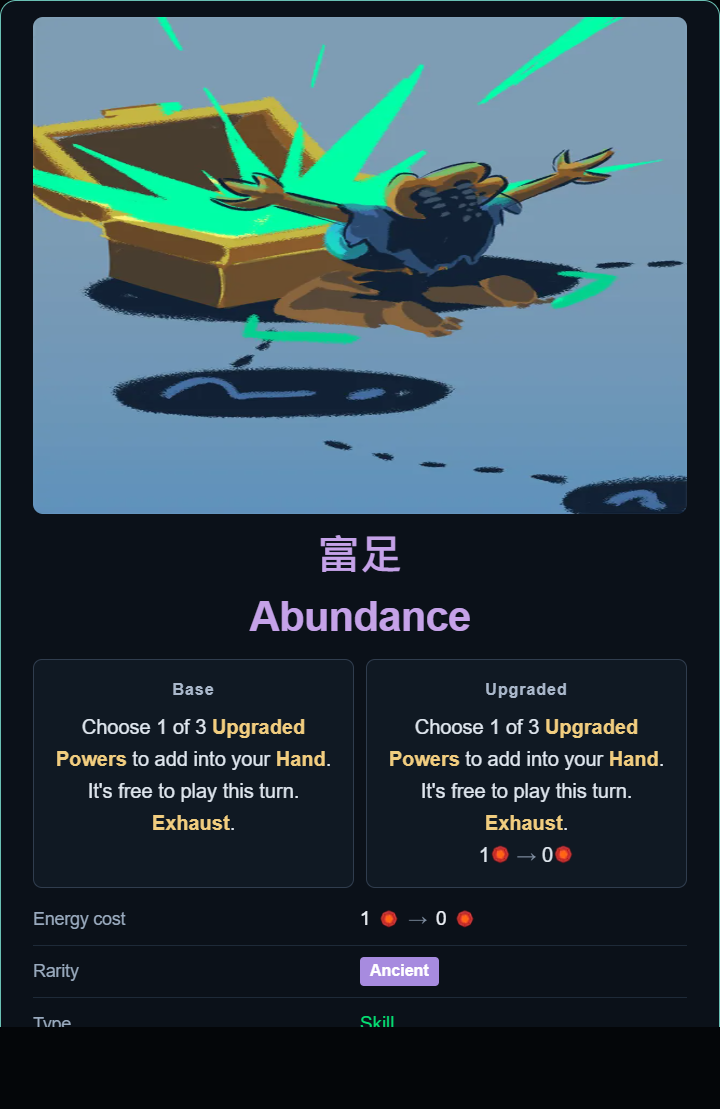 富足
Abundance
Base
Choose 1 of 3 Upgraded
Powers to add into your Hand.
It's free to play this turn.
Exhaust.
Upgraded
Choose 1 of 3 Upgraded
Powers to add into your Hand.
It's free to play this turn.
Exhaust.
1 → 0
Energy cost 1 → 0
Rarity Ancient
Type Skill